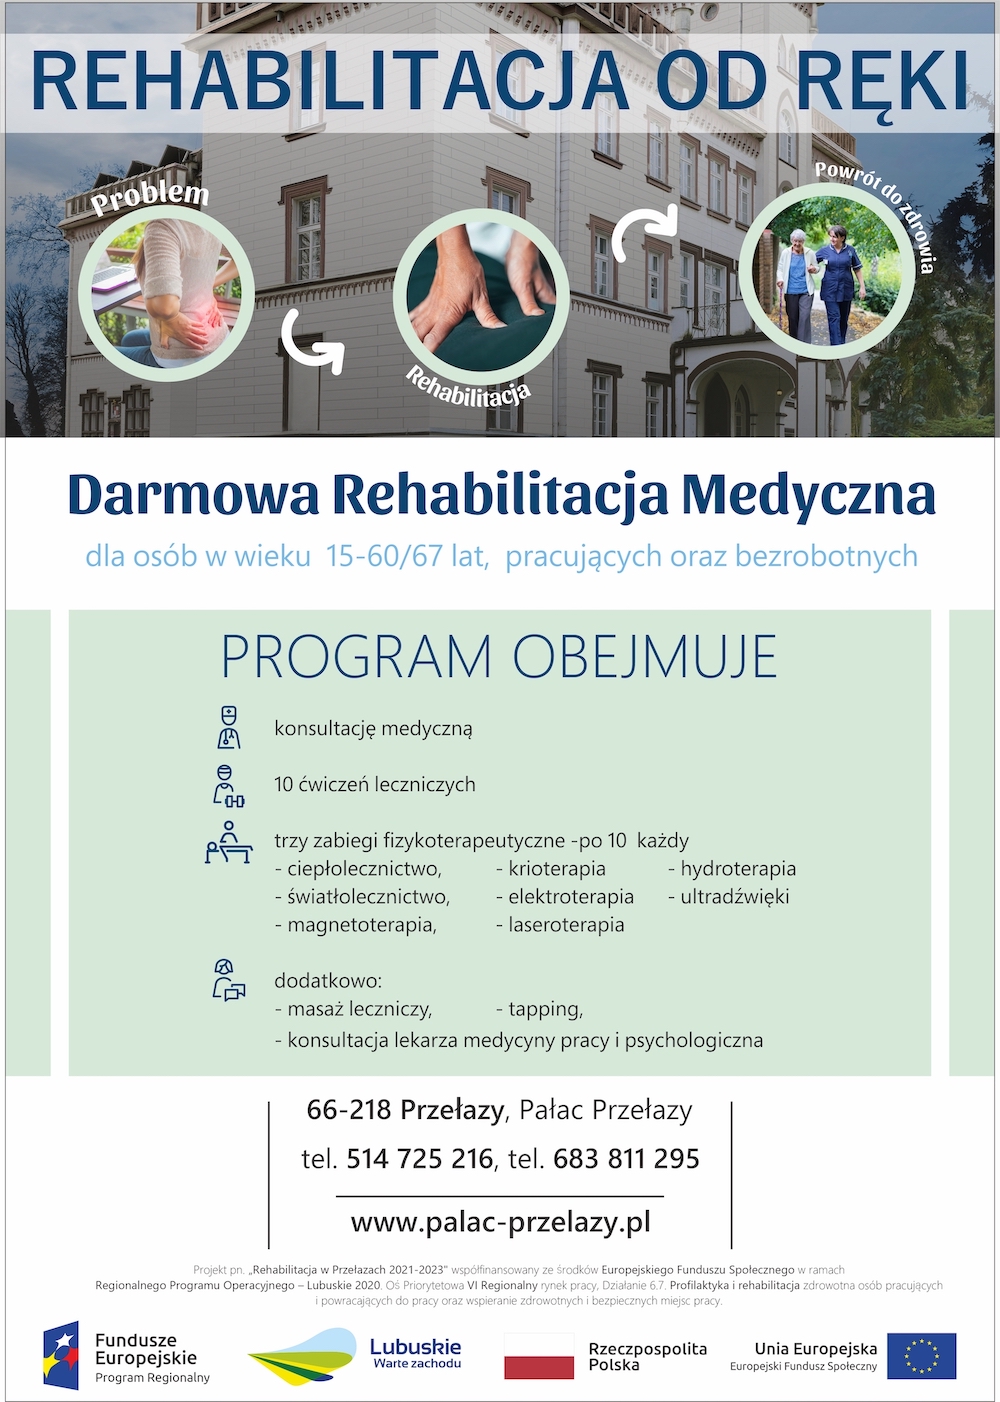 REHABILITACJA OD RĘKI
Problem
Rehabilitacja
Powrót do zdrowia
Darmowa Rehabilitacja Medyczna
dla osób w wieku 15-60/67 lat, pracujących oraz bezrobotnych
PROGRAM OBEJMUJE
konsultację medyczną
10 ćwiczeń leczniczych
trzy zabiegi fizykoterapeutyczne -po 10 każdy
- ciepłolecznictwo, - krioterapia - hydroterapia
- światłolecznictwo, - elektroterapia - ultradźwięki
- magnetoterapia, - laseroterapia
dodatkowo:
- masaż leczniczy, - tapping,
- konsultacja lekarza medycyny pracy i psychologiczna
66-218 Przełazy, Pałac Przełazy
tel. 514 725 216, tel. 683 811 295
www.palac-przelazy.pl
Projekt pn. „Rehabilitacja w Przełazach 2021-2023" współfinansowany ze środków Europejskiego Funduszu Społecznego w ramach
Regionalnego Programu Operacyjnego – Lubuskie 2020. Oś Priorytetowa VI Regionalny rynek pracy, Działanie 6.7. Profilaktyka i rehabilitacja zdrowotna osób pracujących
i powracających do pracy oraz wspieranie zdrowotnych i bezpiecznych miejsc pracy.
Fundusze
Europejskie
Program Regionalny
Lubuskie
Warte zachodu
Rzeczpospolita
Polska
Unia Europejska
Europejski Fundusz Społeczny